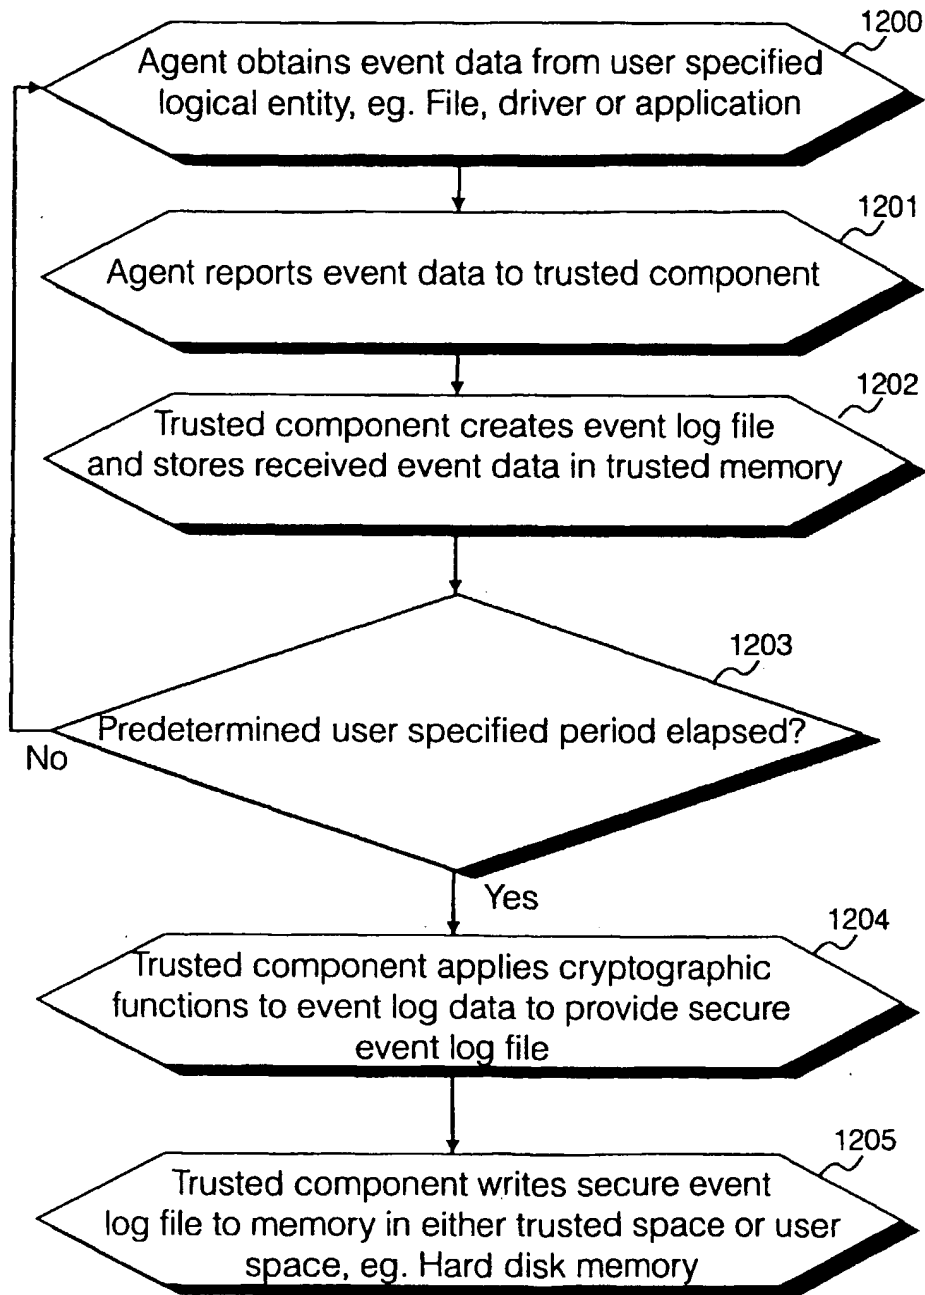 1200
Agent obtains event data from user specified
logical entity, eg. File, driver or application
1201
Agent reports event data to trusted component
1202
Trusted component creates event log file
and stores received event data in trusted memory
1203
Predetermined user specified period elapsed?
No
Yes
1204
Trusted component applies cryptographic
functions to event log data to provide secure
event log file
1205
Trusted component writes secure event
log file to memory in either trusted space or user
space, eg. Hard disk memory